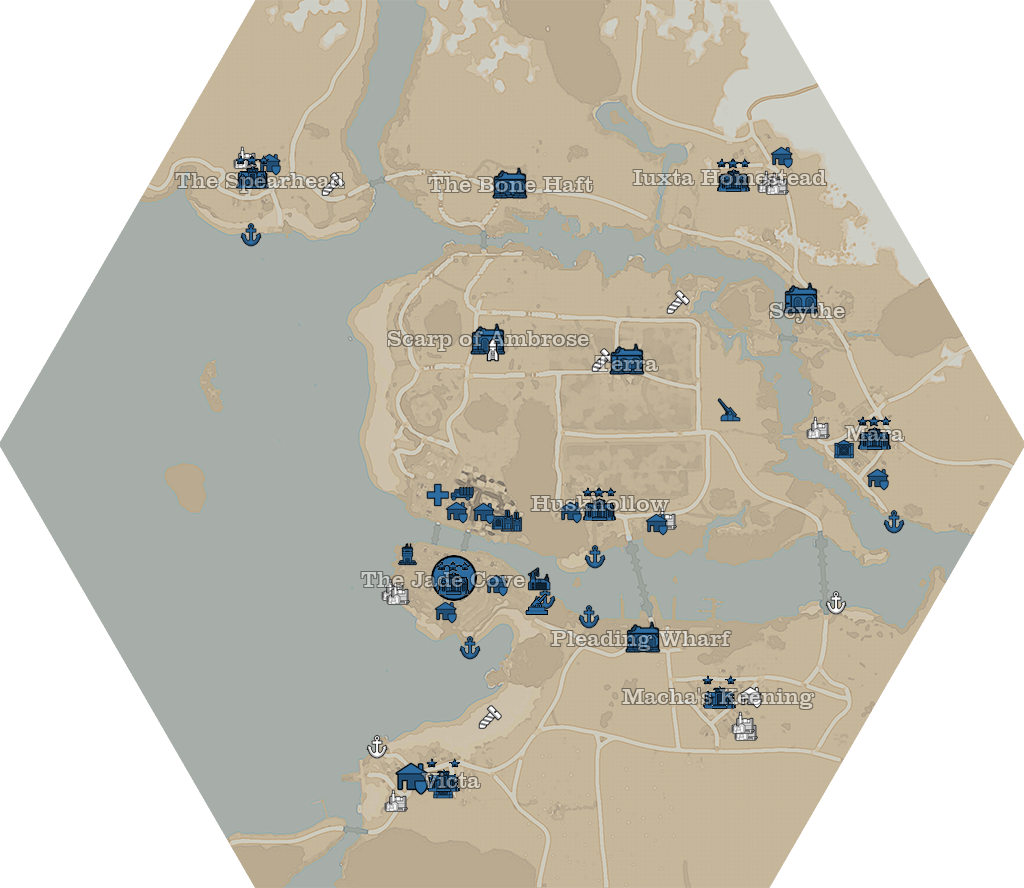 The Spearhead
The Bone Haft
Iuxta Homestead
Scythe
Scarp of Ambrose
Terra
Mara
Huskhollow
The Jade Cove
Pleading Wharf
Macha's Keening
Victa